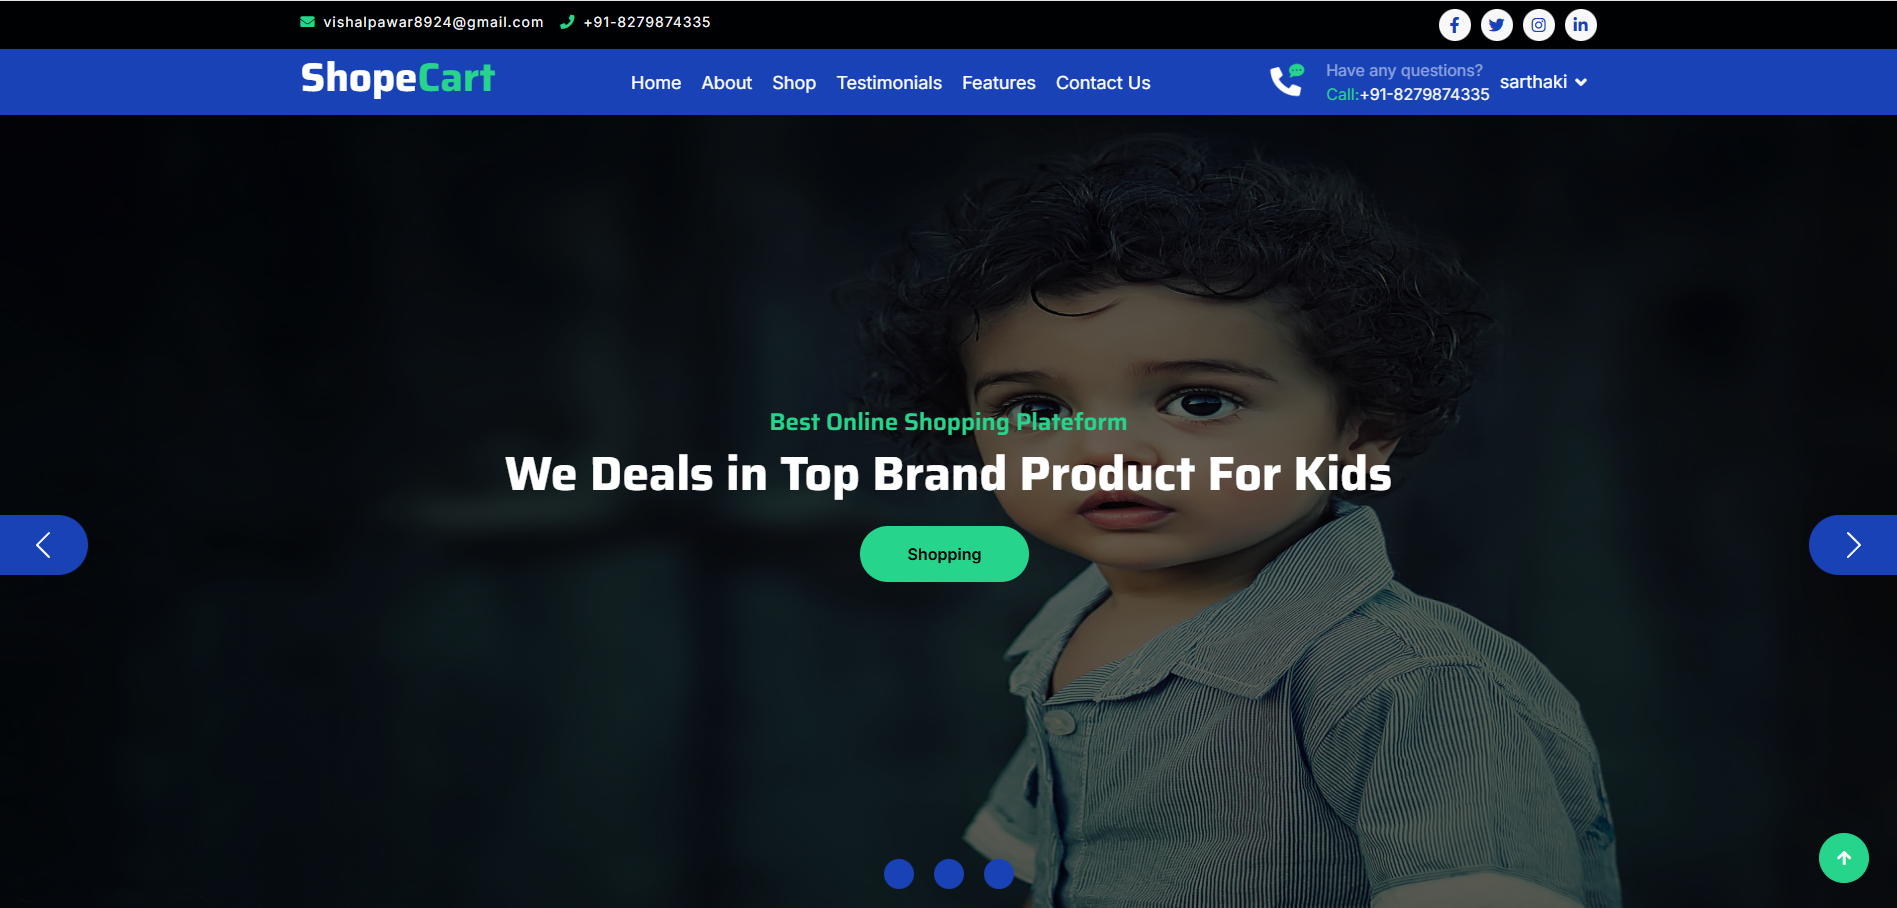 vishalpawar8924@gmail.com +91-8279874335
ShopeCart
Home About Shop Testimonials Features Contact Us
Have any questions?
Call:+91-8279874335
sarthaki
Best Online Shopping Plateform
We Deals in Top Brand Product For Kids
Shopping